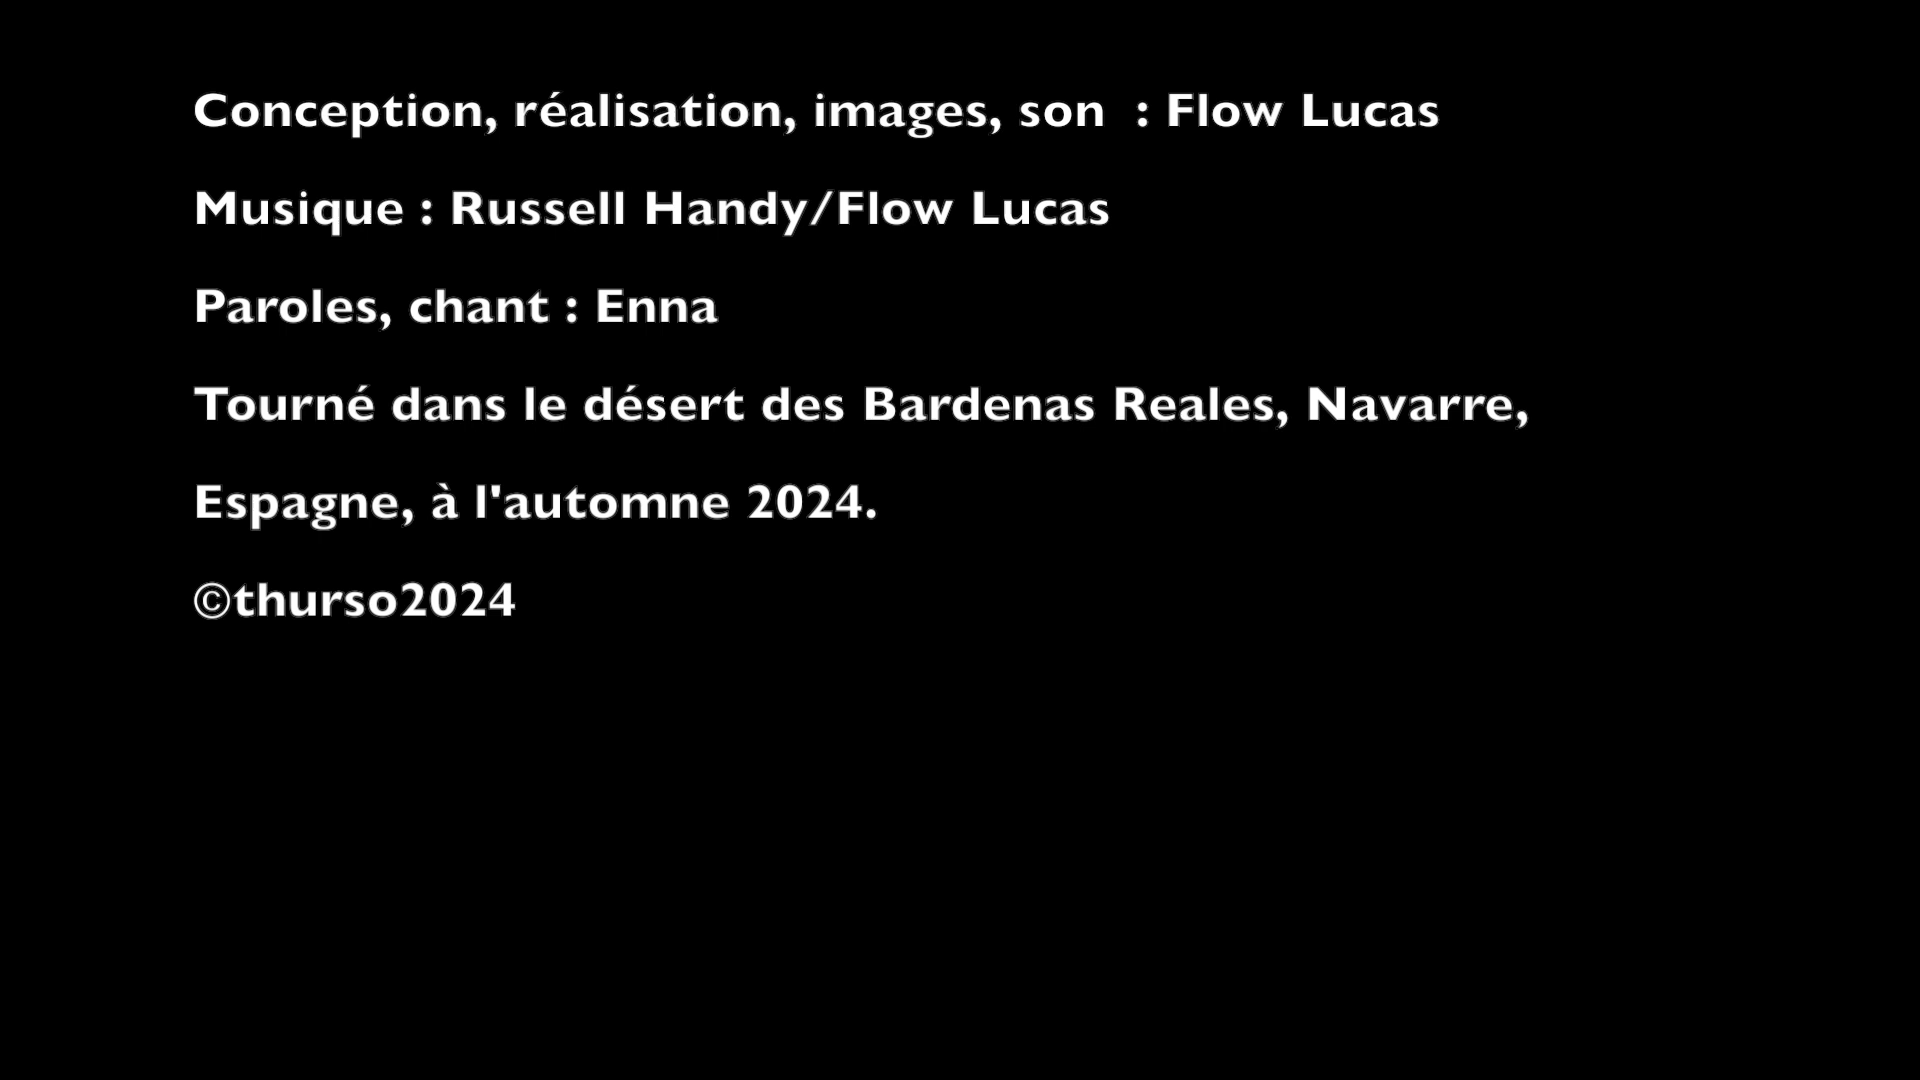 Conception, réalisation, images, son  : Flow Lucas
Musique : Russell Handy/Flow Lucas
Paroles, chant : Enna
Tourné dans le désert des Bardenas Reales, Navarre,
Espagne, à l'automne 2024.
©thurso2024